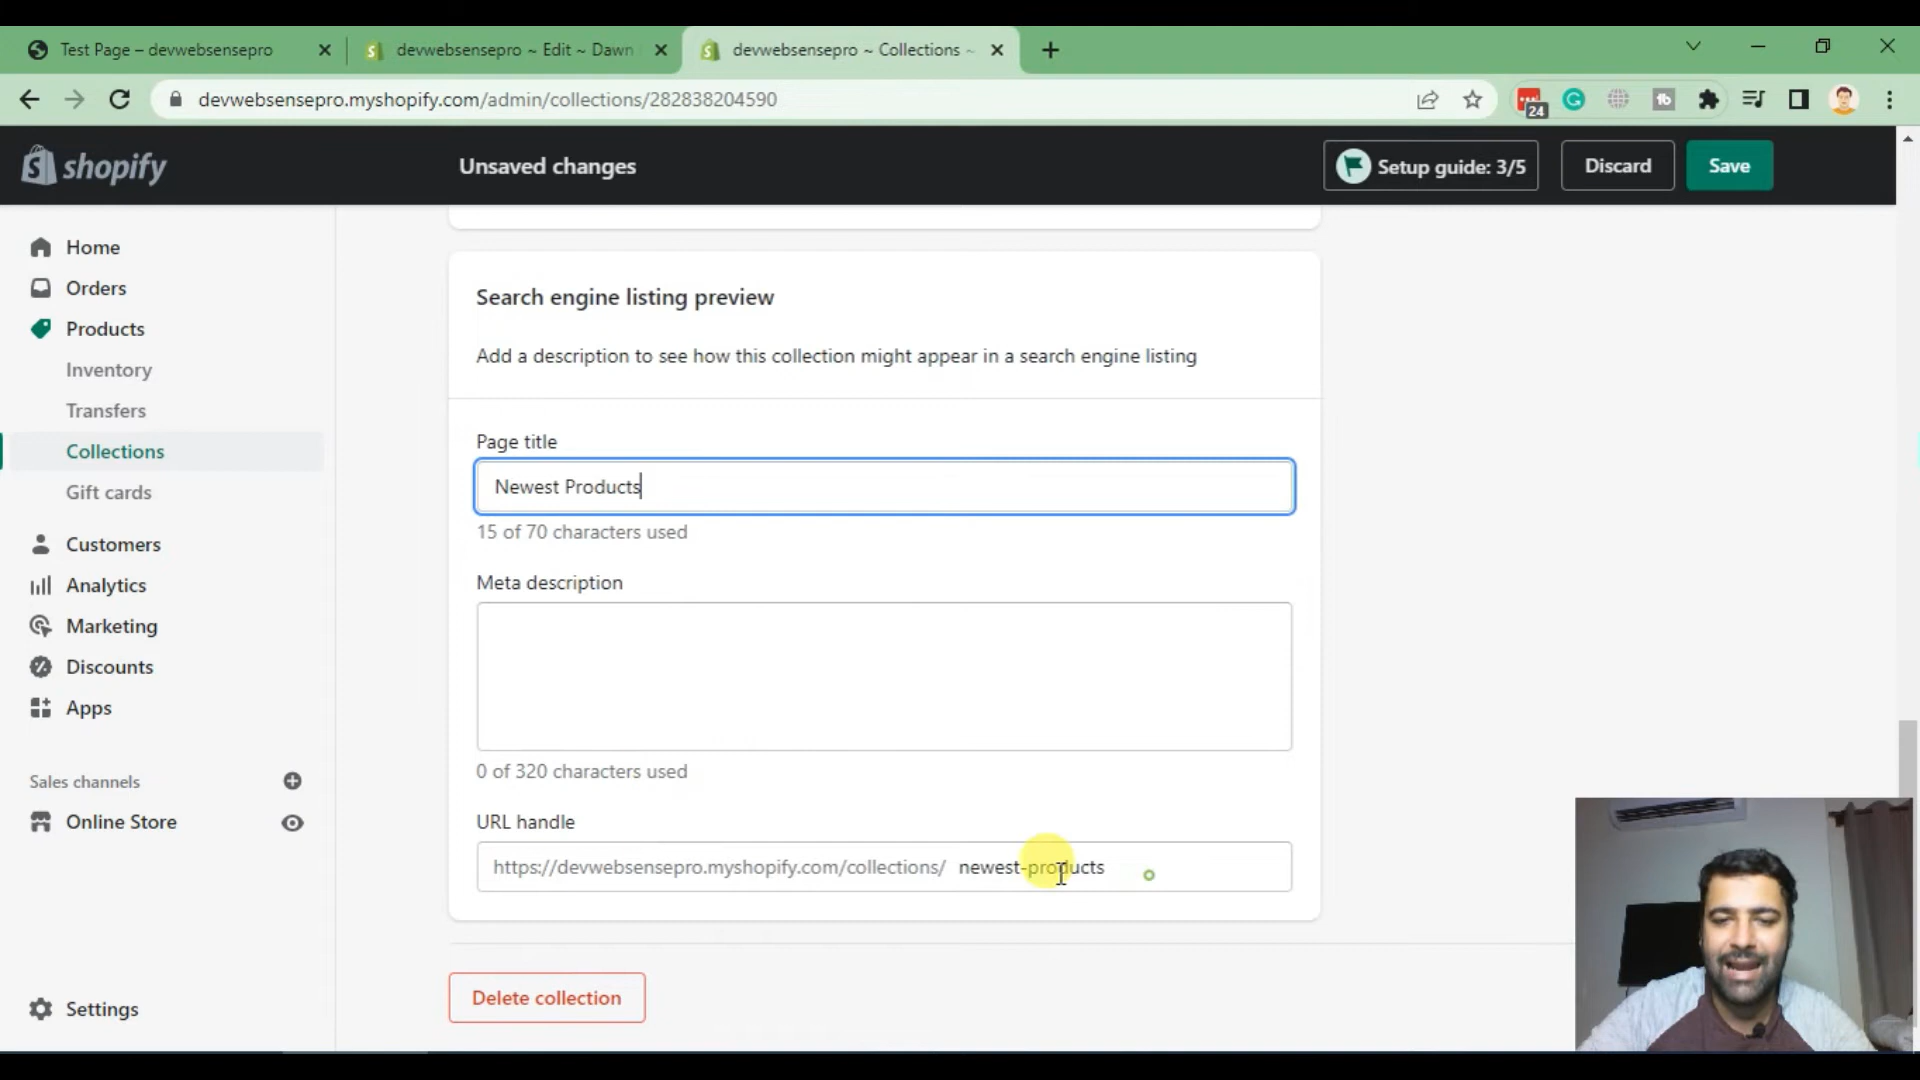 Test Page – devwebsensepro
devwebsensepro ~ Edit ~ Dawn
devwebsensepro ~ Collections ~
devwebsensepro.myshopify.com/admin/collections/282838204590
24
shopify
Unsaved changes
Setup guide: 3/5
Discard
Save
Home
Orders
Products
Inventory
Transfers
Collections
Gift cards
Customers
Analytics
Marketing
Discounts
Apps
Sales channels
Online Store
Settings
Search engine listing preview
Add a description to see how this collection might appear in a search engine listing
Page title
Newest Products
15 of 70 characters used
Meta description
0 of 320 characters used
URL handle
https://devwebsensepro.myshopify.com/collections/ newest-products
Delete collection